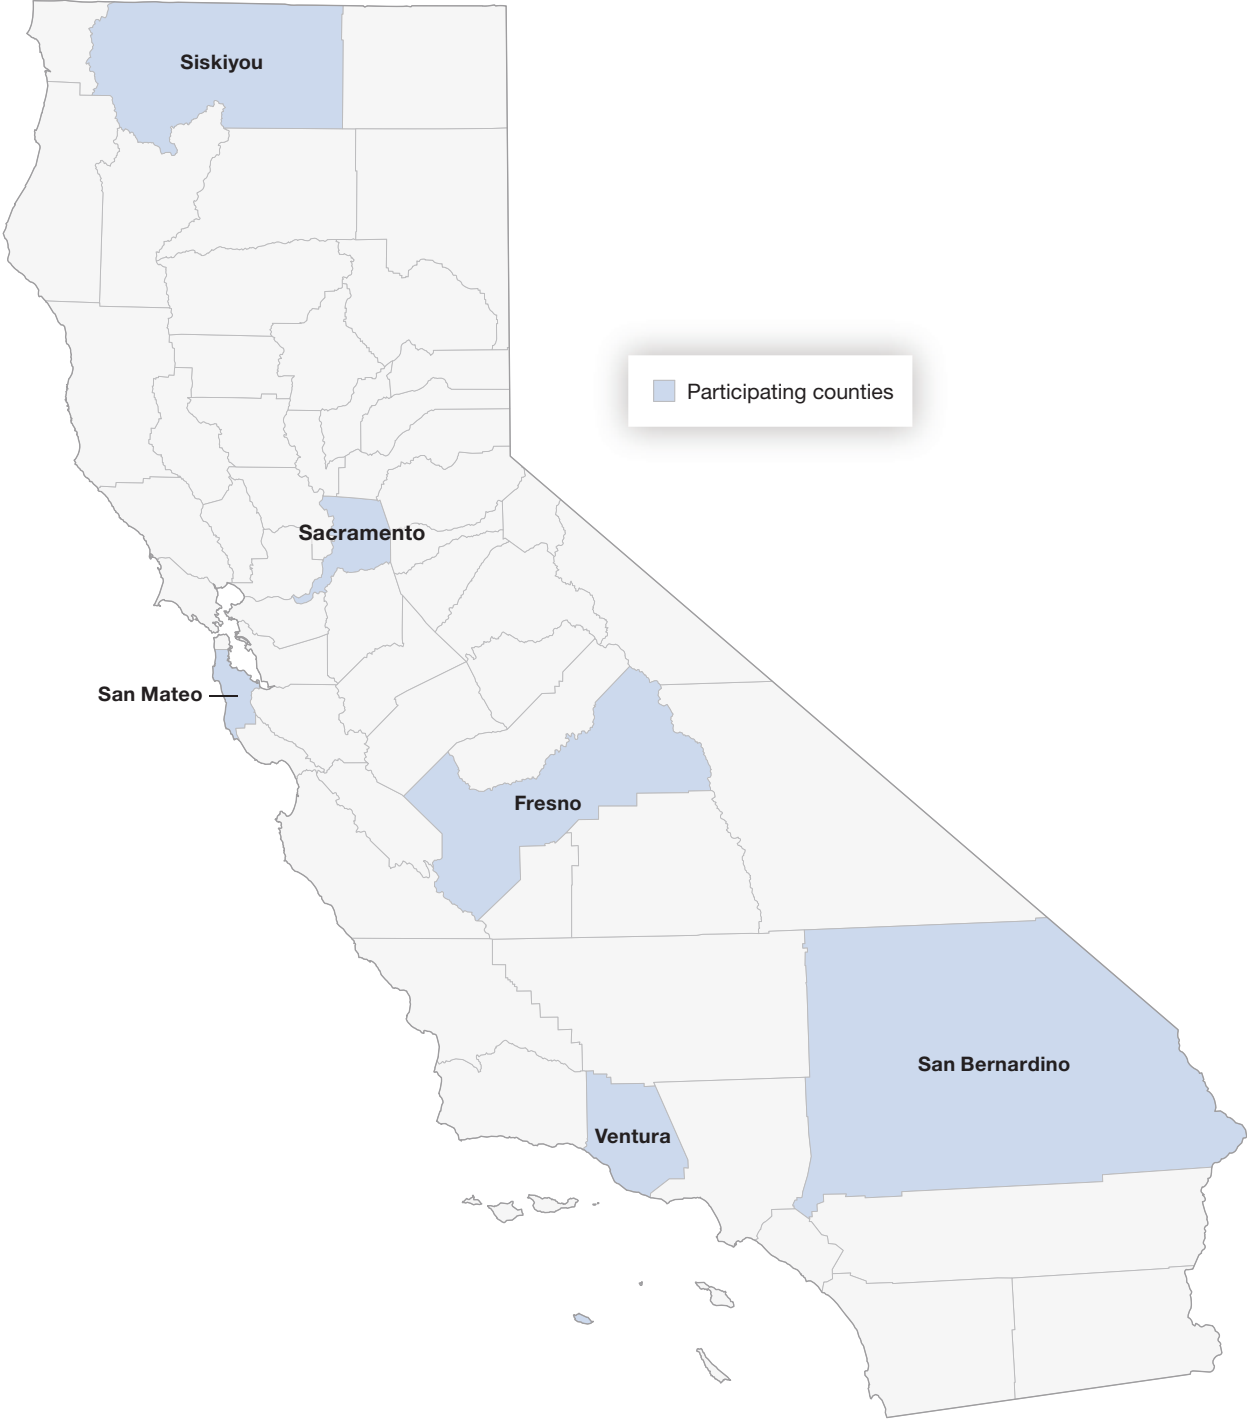 Siskiyou
Participating counties
Sacramento
San Mateo
Fresno
San Bernardino
Ventura